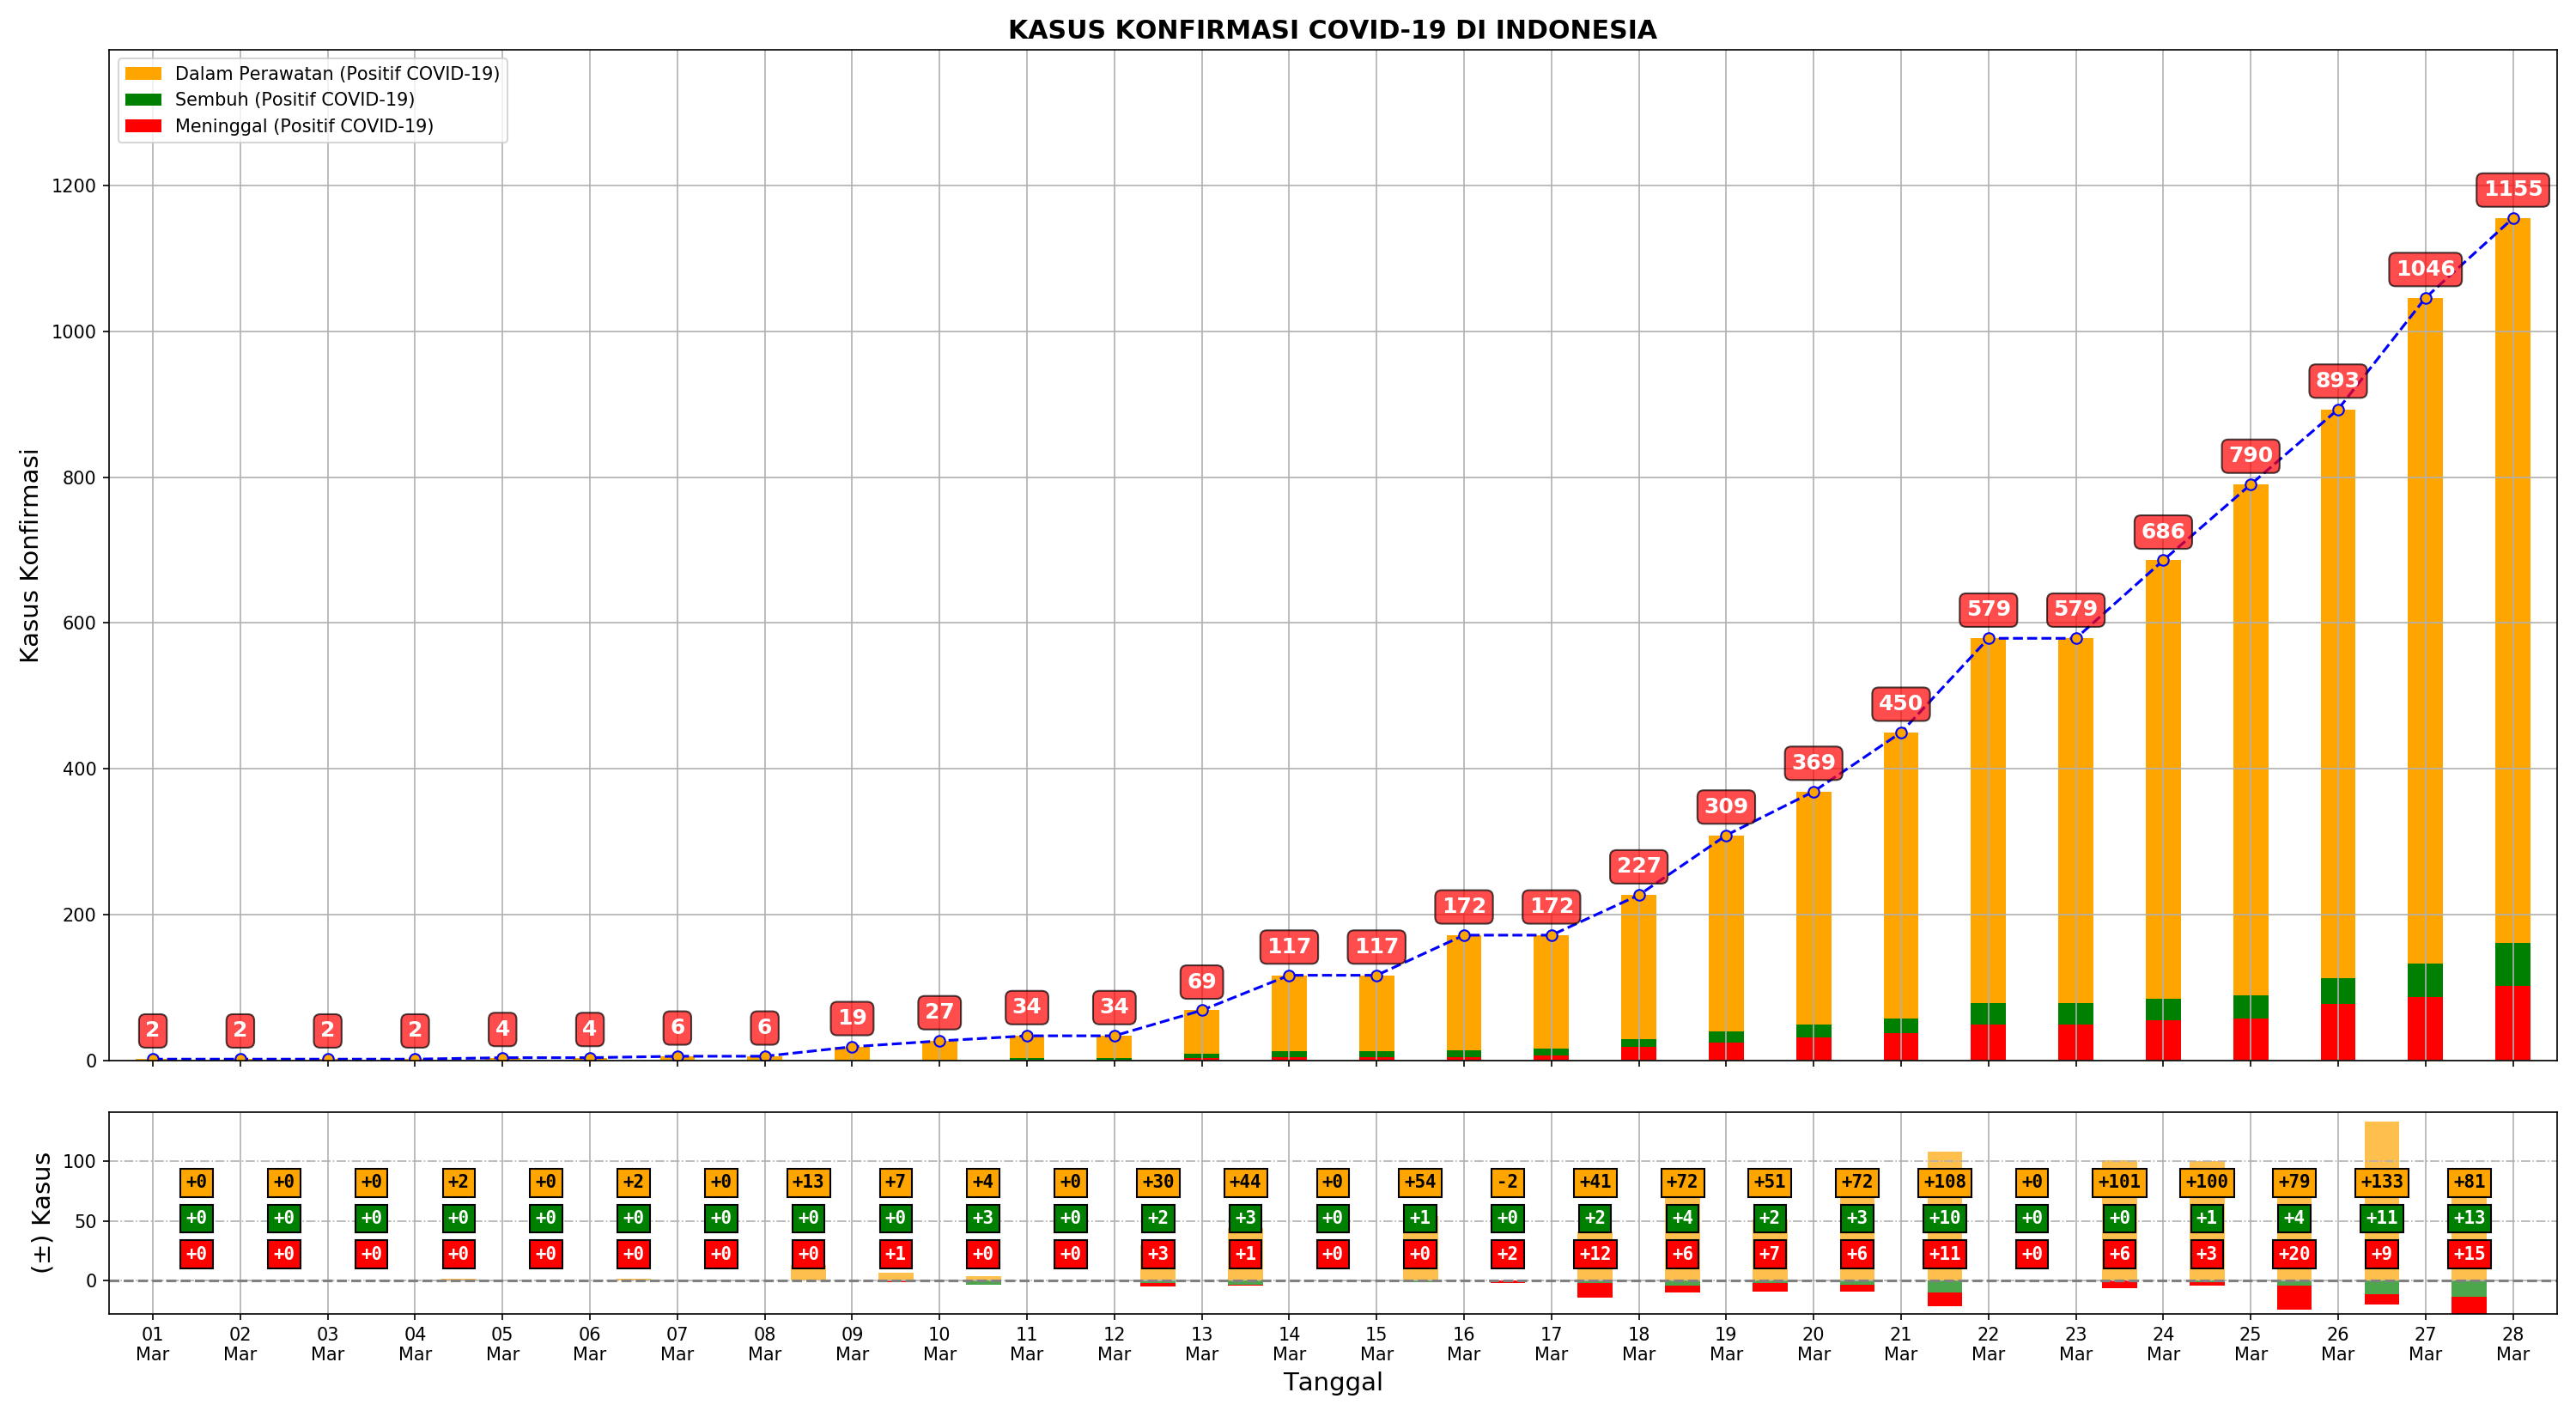 KASUS KONFIRMASI COVID-19 DI INDONESIA
Dalam Perawatan (Positif COVID-19)
Sembuh (Positif COVID-19)
Meninggal (Positif COVID-19)
Kasus Konfirmasi
1200
1000
800
600
400
200
0
2 2 2 2 4 4 6 6 19 27 34 34 69 117 117 172 172 227 309 369 450 579 579 686 790 893 1046 1155
(±) Kasus
100
50
0
+0 +0 +0 +2 +0 +2 +0 +13 +7 +4 +0 +30 +44 +0 +54 -2 +41 +72 +51 +72 +108 +0 +101 +100 +79 +133 +81
+0 +0 +0 +0 +0 +0 +0 +0 +0 +3 +0 +2 +3 +0 +1 +0 +2 +4 +2 +3 +10 +0 +0 +1 +4 +11 +13
+0 +0 +0 +0 +0 +0 +0 +0 +1 +0 +0 +3 +1 +0 +0 +2 +12 +6 +7 +6 +11 +0 +6 +3 +20 +9 +15
01 02 03 04 05 06 07 08 09 10 11 12 13 14 15 16 17 18 19 20 21 22 23 24 25 26 27 28
Mar Mar Mar Mar Mar Mar Mar Mar Mar Mar Mar Mar Mar Mar Mar Mar Mar Mar Mar Mar Mar Mar Mar Mar Mar Mar Mar Mar
Tanggal